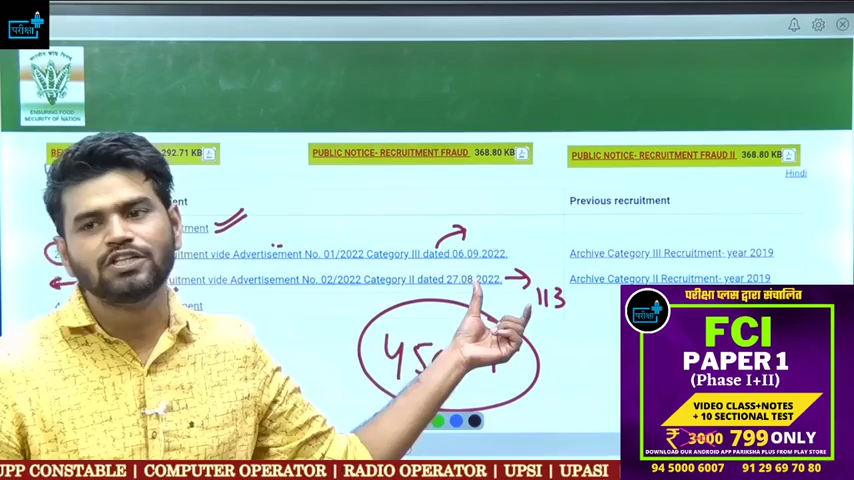 परीक्षा
ENSURING FOOD
SECURITY OF NATION
292.71 KB
PUBLIC NOTICE- RECRUITMENT FRAUD 368.80 KB
PUBLIC NOTICE- RECRUITMENT FRAUD II 368.80 KB
Hindi
Previous recruitment
vide Advertisement No. 01/2022 Category III dated 06.09.2022.
Archive Category III Recruitment- year 2019
vide Advertisement No. 02/2022 Category II dated 27.08.2022.
Archive Category II Recruitment- year 2019
113
परीक्षा प्लस द्वारा संचालित
परीक्षा
FCI
PAPER 1
(Phase I+II)
VIDEO CLASS+NOTES
+ 10 SECTIONAL TEST
₹ 3000 799 ONLY
DOWNLOAD OUR ANDROID APP PARIKSHA PLUS FROM PLAY STORE
94 5000 6007 91 29 69 70 80
UPP CONSTABLE | COMPUTER OPERATOR | RADIO OPERATOR | UPSI | UPASI